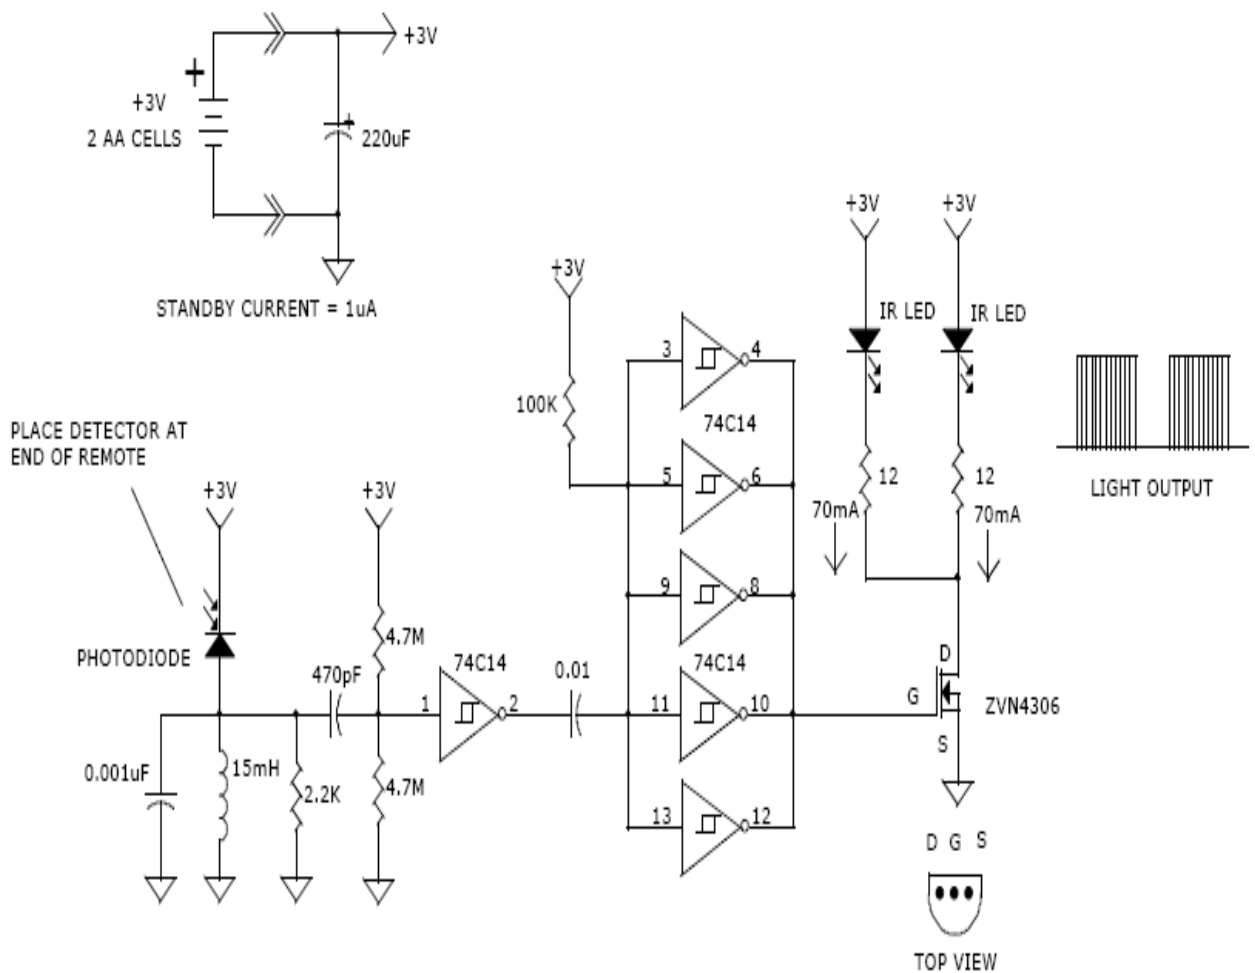 +3V
+
+3V
2 AA CELLS
+
220uF
STANDBY CURRENT = 1uA
PLACE DETECTOR AT
END OF REMOTE
+3V
PHOTODIODE
0.001uF
15mH
2.2K
470pF
+3V
4.7M
4.7M
74C14
1
2
0.01
+3V
100K
3
4
74C14
5
6
9
8
74C14
11
10
13
12
+3V
+3V
IR LED
IR LED
12
12
70mA
70mA
D
G
S
ZVN4306
D G S
TOP VIEW
LIGHT OUTPUT